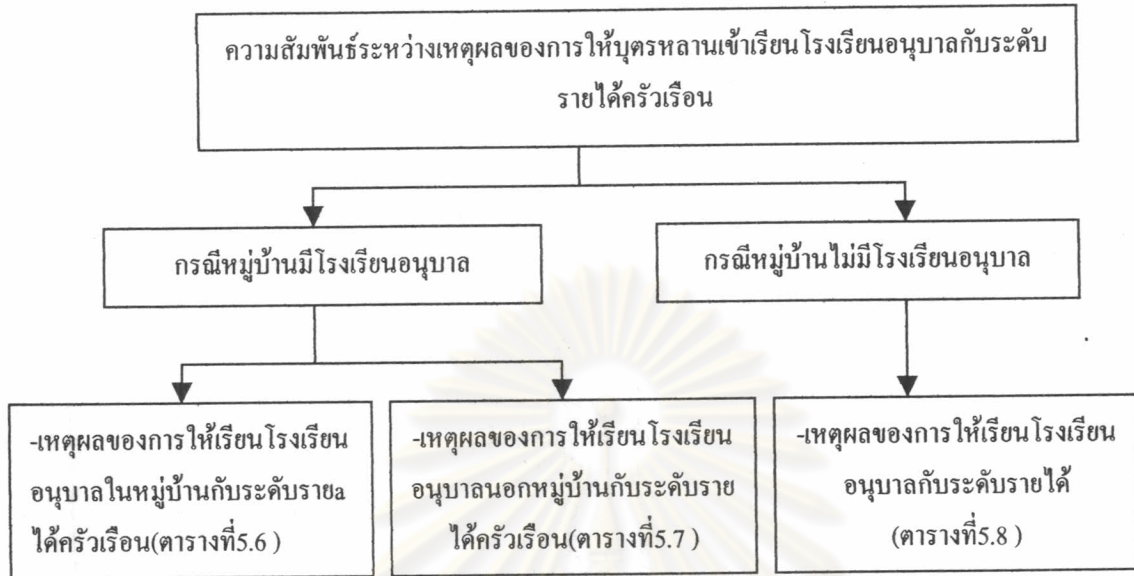 ความสัมพันธ์ระหว่างเหตุผลของการให้บุตรหลานเข้าเรียนโรงเรียนอนุบาลกับระดับ
รายได้ครัวเรือน
กรณีหมู่บ้านมีโรงเรียนอนุบาล
กรณีหมู่บ้านไม่มีโรงเรียนอนุบาล
-เหตุผลของการให้เรียนโรงเรียน
อนุบาลในหมู่บ้านกับระดับรายa
ได้ครัวเรือน(ตารางที่5.6 )
-เหตุผลของการให้เรียนโรงเรียน
อนุบาลนอกหมู่บ้านกับระดับราย
ได้ครัวเรือน(ตารางที่5.7 )
-เหตุผลของการให้เรียนโรงเรียน
อนุบาลกับระดับรายได้
(ตารางที่5.8 )